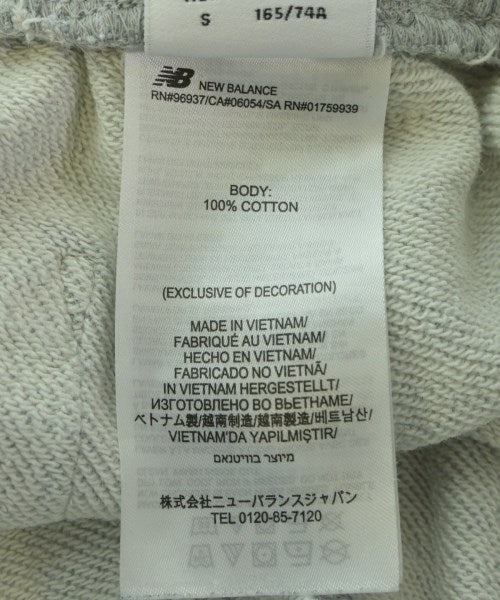 S 165/74A
NEW BALANCE
RN#96937/CA#06054/SA RN#01759939
BODY:
100% COTTON
(EXCLUSIVE OF DECORATION)
MADE IN VIETNAM/
FABRIQUÉ AU VIETNAM/
HECHO EN VIETNAM/
FABRICADO NO VIETNÃ/
IN VIETNAM HERGESTELLT/
ИЗГОТОВЛЕНО ВО ВЬЕТНАМЕ/
ベトナム製/越南制造/越南製造/베트남산/
VIETNAM'DA YAPILMIŞTIR/
מיוצר בוויטנאם
株式会社ニューバランスジャパン
TEL 0120-85-7120